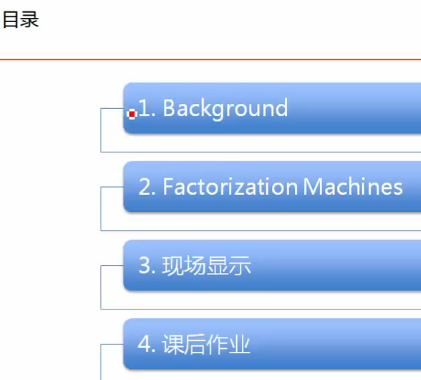 目录
1. Background
2. Factorization Machines
3. 现场显示
4. 课后作业